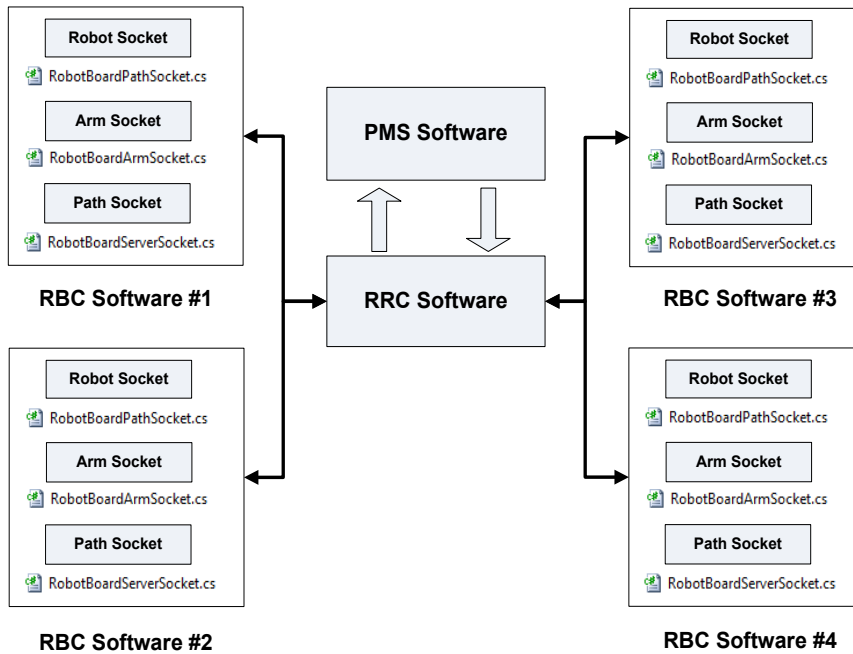 Robot Socket
RobotBoardPathSocket.cs
Arm Socket
RobotBoardArmSocket.cs
Path Socket
RobotBoardServerSocket.cs
RBC Software #1
Robot Socket
RobotBoardPathSocket.cs
Arm Socket
RobotBoardArmSocket.cs
Path Socket
RobotBoardServerSocket.cs
RBC Software #2
PMS Software
RRC Software
Robot Socket
RobotBoardPathSocket.cs
Arm Socket
RobotBoardArmSocket.cs
Path Socket
RobotBoardServerSocket.cs
RBC Software #3
Robot Socket
RobotBoardPathSocket.cs
Arm Socket
RobotBoardArmSocket.cs
Path Socket
RobotBoardServerSocket.cs
RBC Software #4